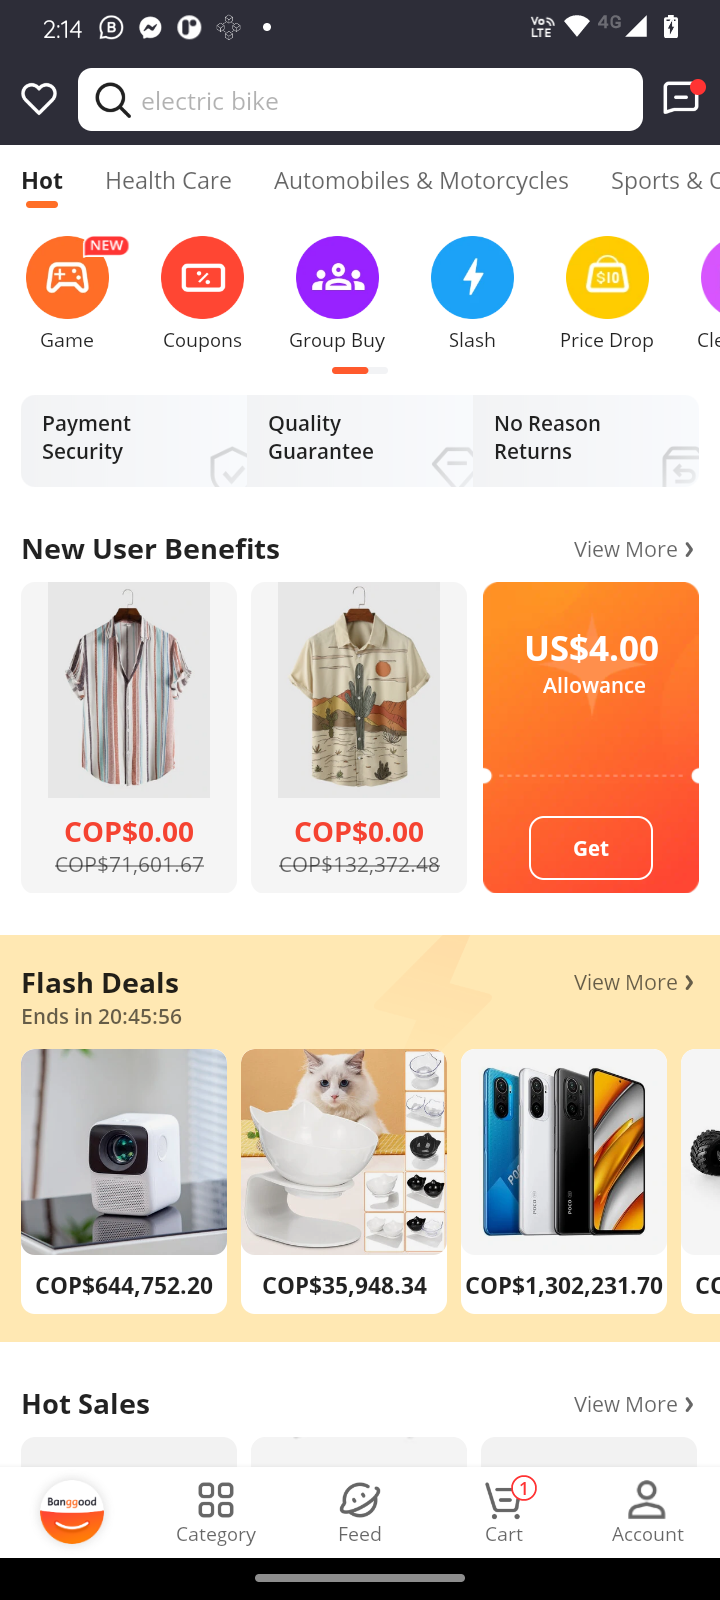 2:14
Vo LTE
4G
electric bike
Hot
Health Care
Automobiles & Motorcycles
Sports &
NEW
Game
Coupons
Group Buy
Slash
$10
Price Drop
Cle
Payment
Security
Quality
Guarantee
No Reason
Returns
New User Benefits
View More
COP$0.00
COP$71,601.67
COP$0.00
COP$132,372.48
US$4.00
Allowance
Get
Flash Deals
View More
Ends in 20:45:56
COP$644,752.20
COP$35,948.34
COP$1,302,231.70
CO
Hot Sales
View More
Banggood
Category
Feed
1
Cart
Account